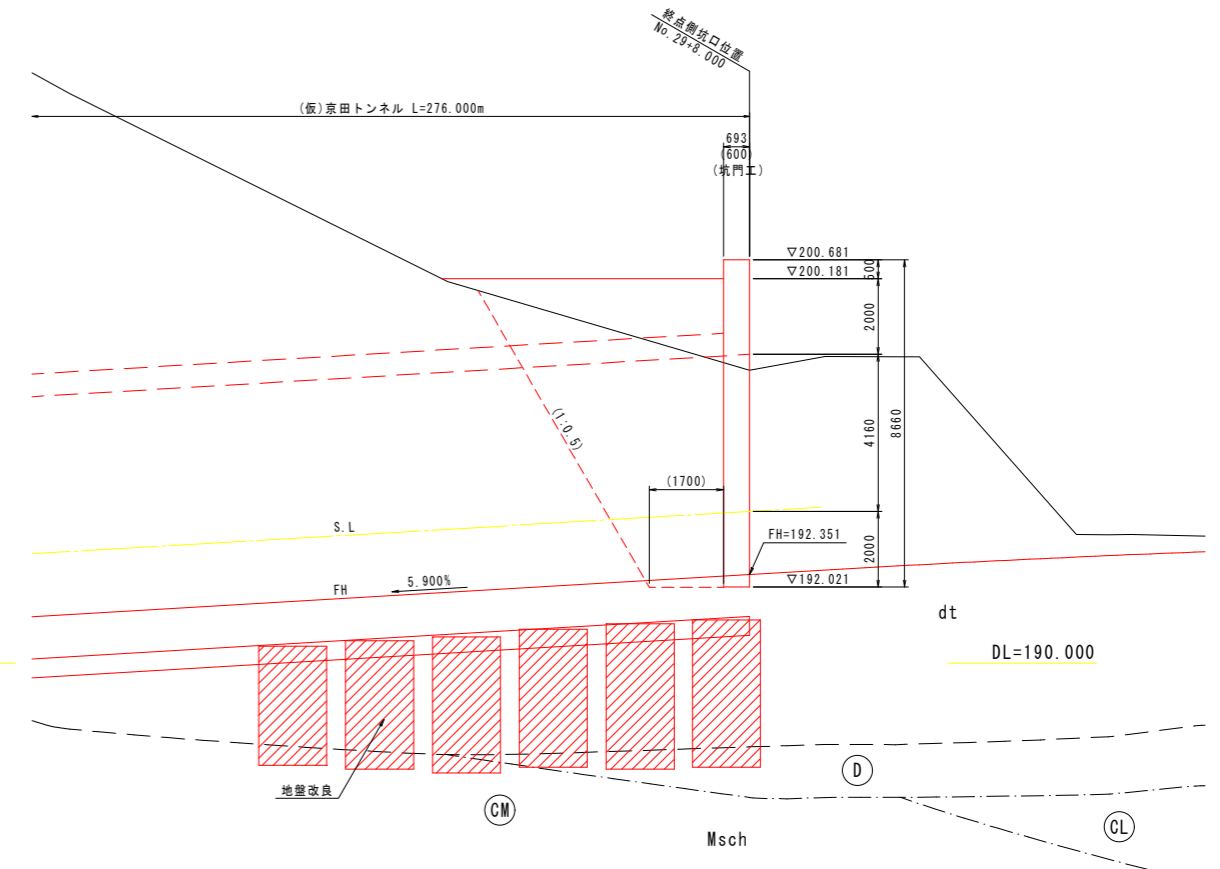 終点側坑口位置
No.29+8.000
(仮)京田トンネル L=276.000m
693
(600)
(坑門工)
▽200.681
500
▽200.181
2000
4160
8660
(1:0.5)
(1700)
S.L
FH=192.351
2000
FH
5.900%
▽192.021
dt
DL=190.000
地盤改良
D
CM
CL
Msch